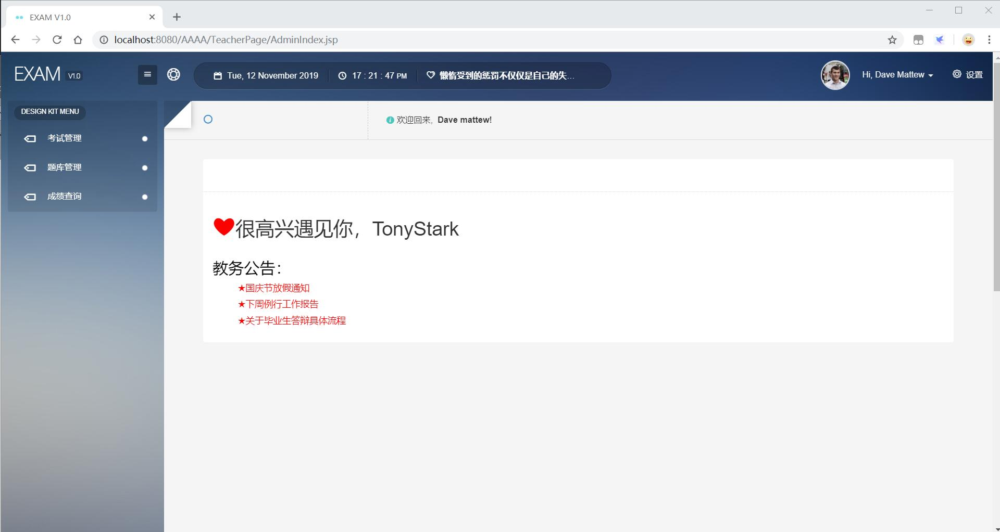 EXAM V1.0
localhost:8080/AAAA/TeacherPage/AdminIndex.jsp
EXAM V1.0
Tue, 12 November 2019
17 : 21 : 47 PM
懒惰受到的惩罚不仅仅是自己的失...
Hi, Dave Mattew
设置
DESIGN KIT MENU
考试管理
题库管理
成绩查询
欢迎回来, Dave mattew!
很高兴遇见你，TonyStark
教务公告：
★国庆节放假通知
★下周例行工作报告
★关于毕业生答辩具体流程